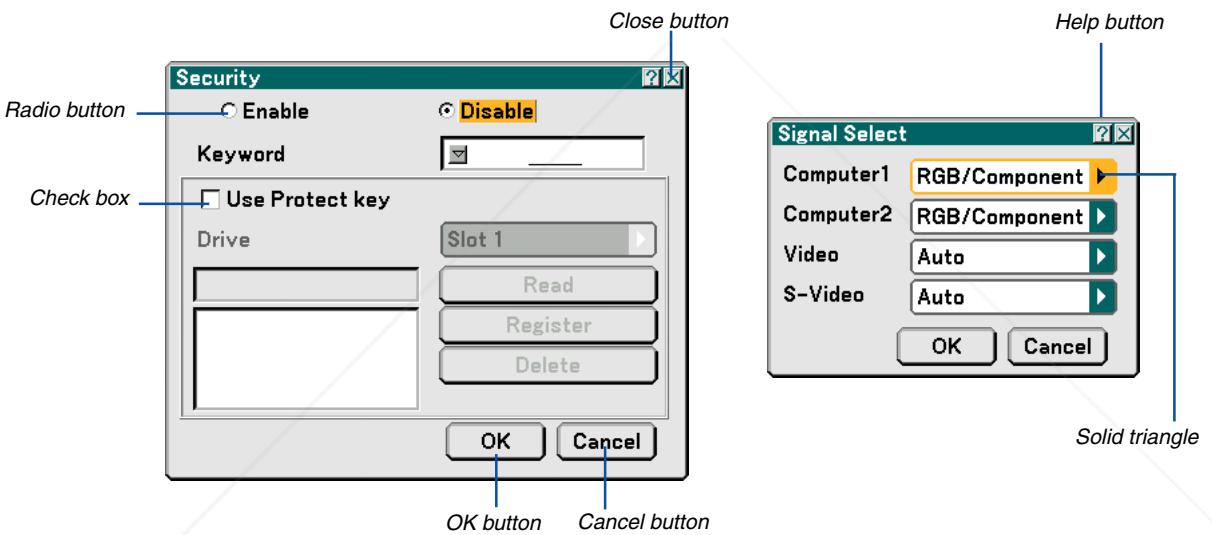 Close button
Help button
Security
Radio button
Enable
Disable
Keyword
Check box
Use Protect key
Drive
Slot 1
Read
Register
Delete
OK
Cancel
OK button
Cancel button
Signal Select
Computer1
RGB/Component
Computer2
RGB/Component
Video
Auto
S-Video
Auto
OK
Cancel
Solid triangle